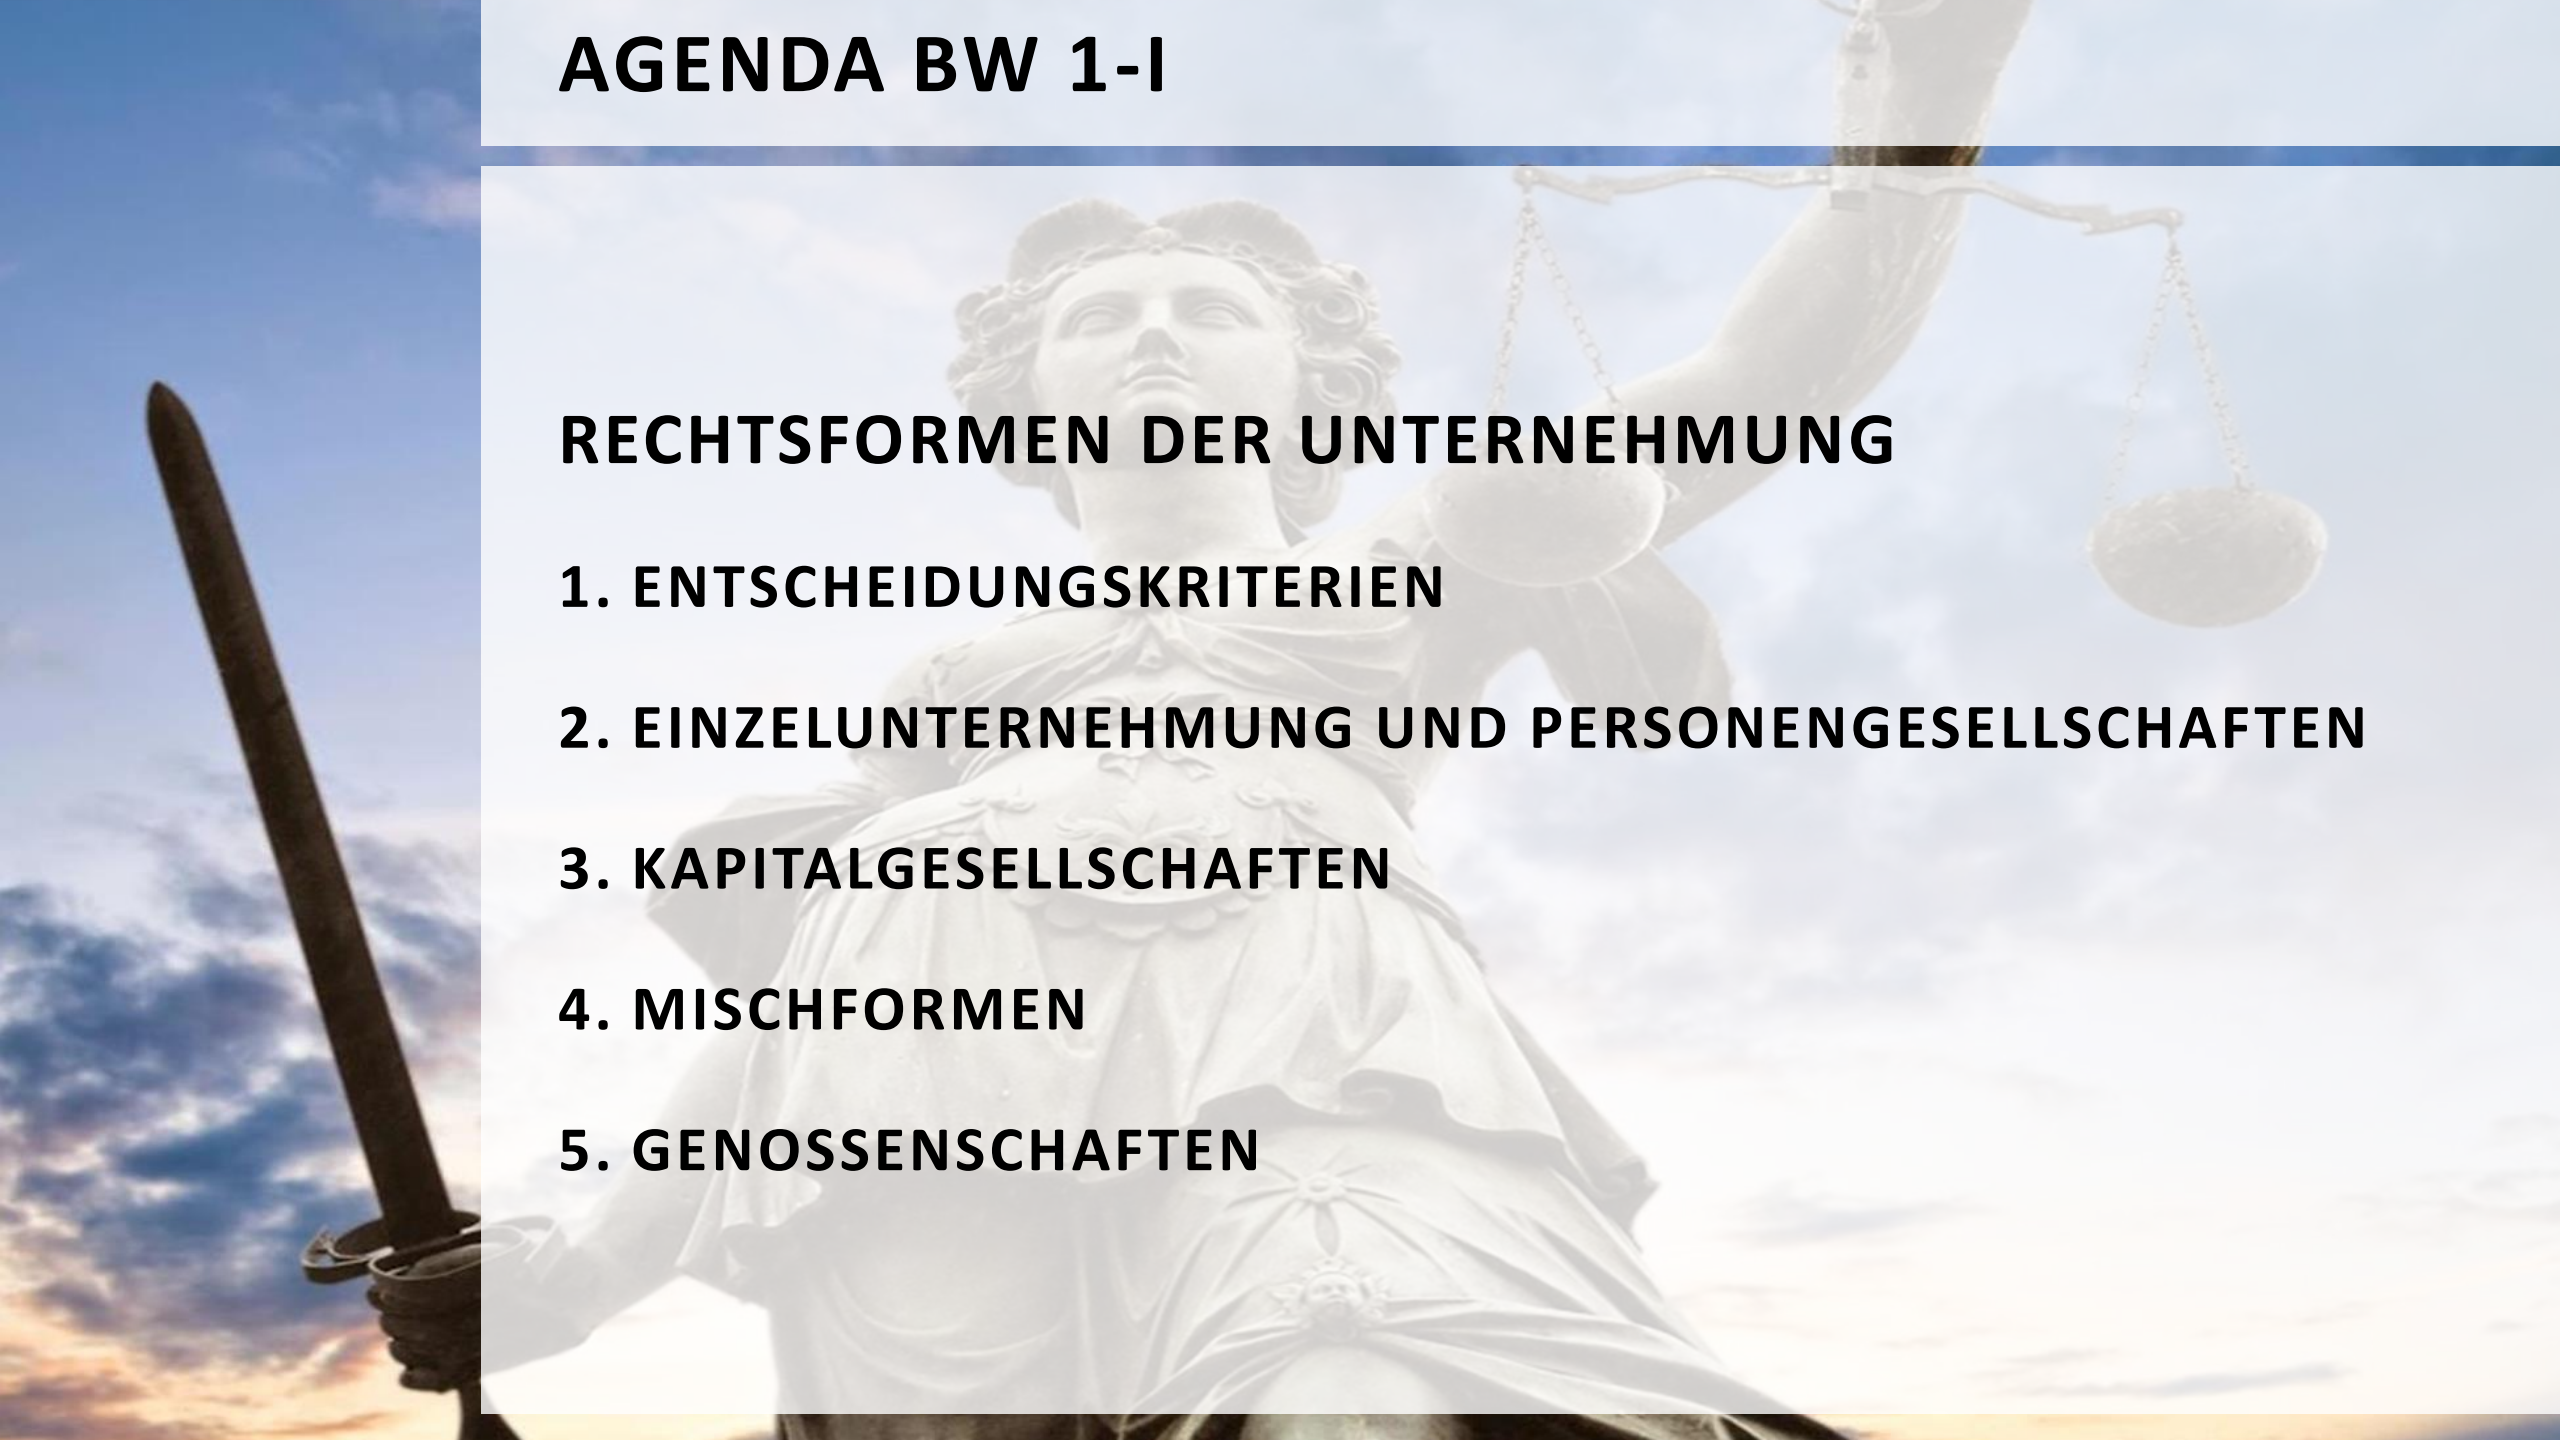 AGENDA BW 1-I
RECHTSFORMEN DER UNTERNEHMUNG
1. ENTSCHEIDUNGSKRITERIEN
2. EINZELUNTERNEHMUNG UND PERSONENGESELLSCHAFTEN
3. KAPITALGESELLSCHAFTEN
4. MISCHFORMEN
5. GENOSSENSCHAFTEN